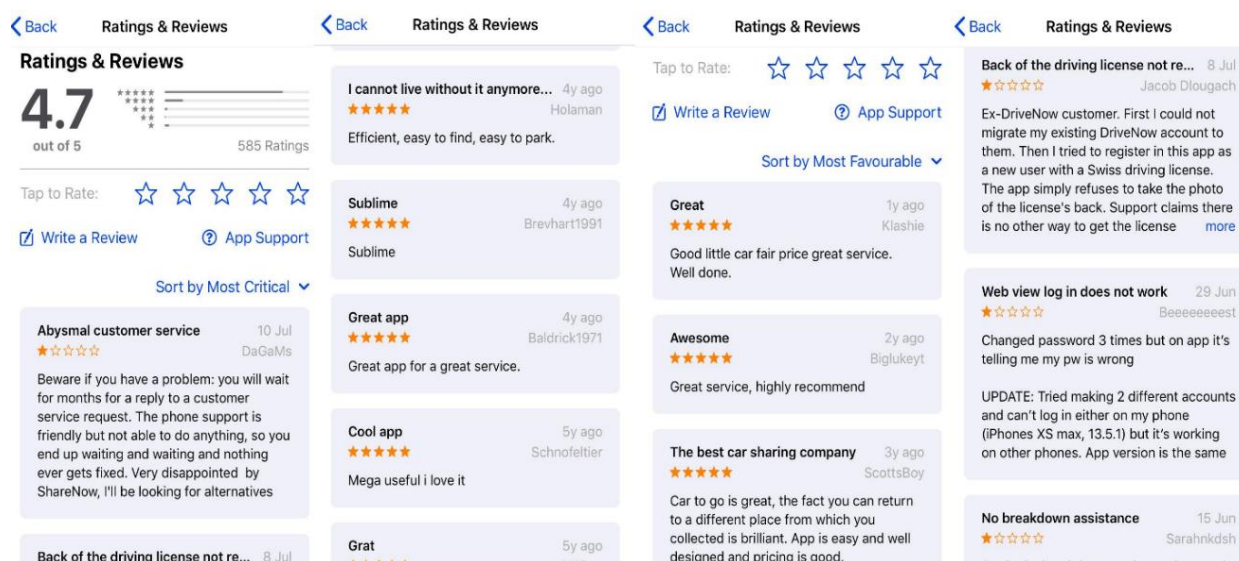 Back
Ratings & Reviews
Ratings & Reviews
4.7
out of 5
585 Ratings
Tap to Rate:
Write a Review
App Support
Sort by Most Critical
Abysmal customer service
10 Jul
DaGaMs
Beware if you have a problem: you will wait
for months for a reply to a customer
service request. The phone support is
friendly but not able to do anything, so you
end up waiting and waiting and nothing
ever gets fixed. Very disappointed by
ShareNow, I'll be looking for alternatives
Back of the driving license not re...
8 Jul
Back
Ratings & Reviews
I cannot live without it anymore...
4y ago
Holaman
Efficient, easy to find, easy to park.
Sublime
4y ago
Brevhart1991
Sublime
Great app
4y ago
Baldrick1971
Great app for a great service.
Cool app
5y ago
Schnofeltier
Mega useful i love it
Grat
5y ago
Back
Ratings & Reviews
Tap to Rate:
Write a Review
App Support
Sort by Most Favourable
Great
1y ago
Klashie
Good little car fair price great service.
Well done.
Awesome
2y ago
Biglukeyt
Great service, highly recommend
The best car sharing company
3y ago
ScottsBoy
Car to go is great, the fact you can return
to a different place from which you
collected is brilliant. App is easy and well
designed and pricing is good.
Back
Ratings & Reviews
Back of the driving license not re...
8 Jul
Jacob Dlougach
Ex-DriveNow customer. First I could not
migrate my existing DriveNow account to
them. Then I tried to register in this app as
a new user with a Swiss driving license.
The app simply refuses to take the photo
of the license's back. Support claims there
is no other way to get the license more
Web view log in does not work
29 Jun
Beeeeeeeest
Changed password 3 times but on app it's
telling me my pw is wrong
UPDATE: Tried making 2 different accounts
and can't log in either on my phone
(iPhones XS max, 13.5.1) but it's working
on other phones. App version is the same
No breakdown assistance
15 Jun
Sarahnkdsh